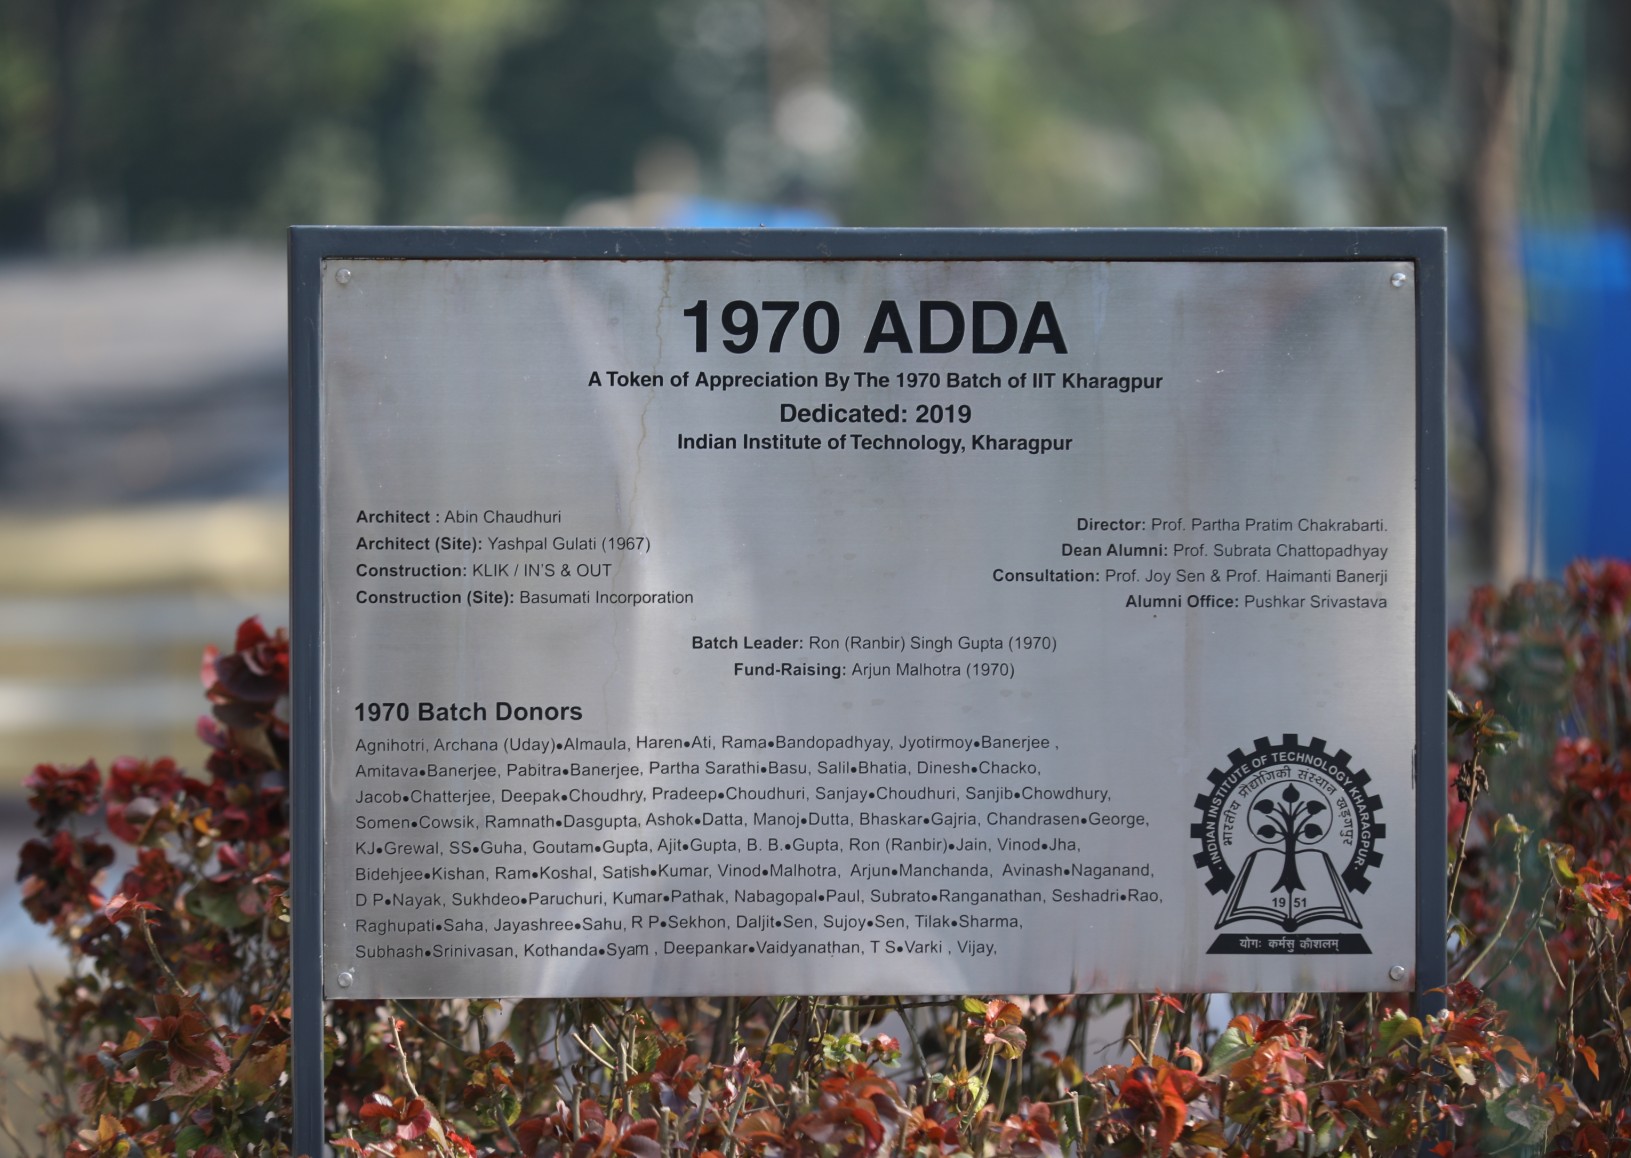 1970 ADDA
A Token of Appreciation By The 1970 Batch of IIT Kharagpur
Dedicated: 2019
Indian Institute of Technology, Kharagpur
Architect : Abin Chaudhuri
Architect (Site): Yashpal Gulati (1967)
Construction: KLIK / IN'S & OUT
Construction (Site): Basumati Incorporation
Director: Prof. Partha Pratim Chakrabarti.
Dean Alumni: Prof. Subrata Chattopadhyay
Consultation: Prof. Joy Sen & Prof. Haimanti Banerji
Alumni Office: Pushkar Srivastava
Batch Leader: Ron (Ranbir) Singh Gupta (1970)
Fund-Raising: Arjun Malhotra (1970)
1970 Batch Donors
Agnihotri, Archana (Uday)•Almaula, Haren•Ati, Rama•Bandopadhyay, Jyotirmoy•Banerjee ,
Amitava•Banerjee, Pabitra•Banerjee, Partha Sarathi•Basu, Salil•Bhatia, Dinesh•Chacko,
Jacob•Chatterjee, Deepak•Choudhry, Pradeep•Choudhuri, Sanjay•Choudhuri, Sanjib•Chowdhury,
Somen•Cowsik, Ramnath•Dasgupta, Ashok•Datta, Manoj•Dutta, Bhaskar•Gajria, Chandrasen•George,
KJ•Grewal, SS•Guha, Goutam•Gupta, Ajit•Gupta, B. B.•Gupta, Ron (Ranbir)•Jain, Vinod•Jha,
Bidehjee•Kishan, Ram•Koshal, Satish•Kumar, Vinod•Malhotra, Arjun•Manchanda, Avinash•Naganand,
D P•Nayak, Sukhdeo•Paruchuri, Kumar•Pathak, Nabagopal•Paul, Subrato•Ranganathan, Seshadri•Rao,
Raghupati•Saha, Jayashree•Sahu, R P•Sekhon, Daljit•Sen, Sujoy•Sen, Tilak•Sharma,
Subhash•Srinivasan, Kothanda•Syam , Deepankar•Vaidyanathan, T S•Varki , Vijay,
INDIAN INSTITUTE OF TECHNOLOGY KHARAGPUR
भारतीय प्रौद्योगिकी संस्थान खड़गपुर
19 51
योगः कर्मसु कौशलम्